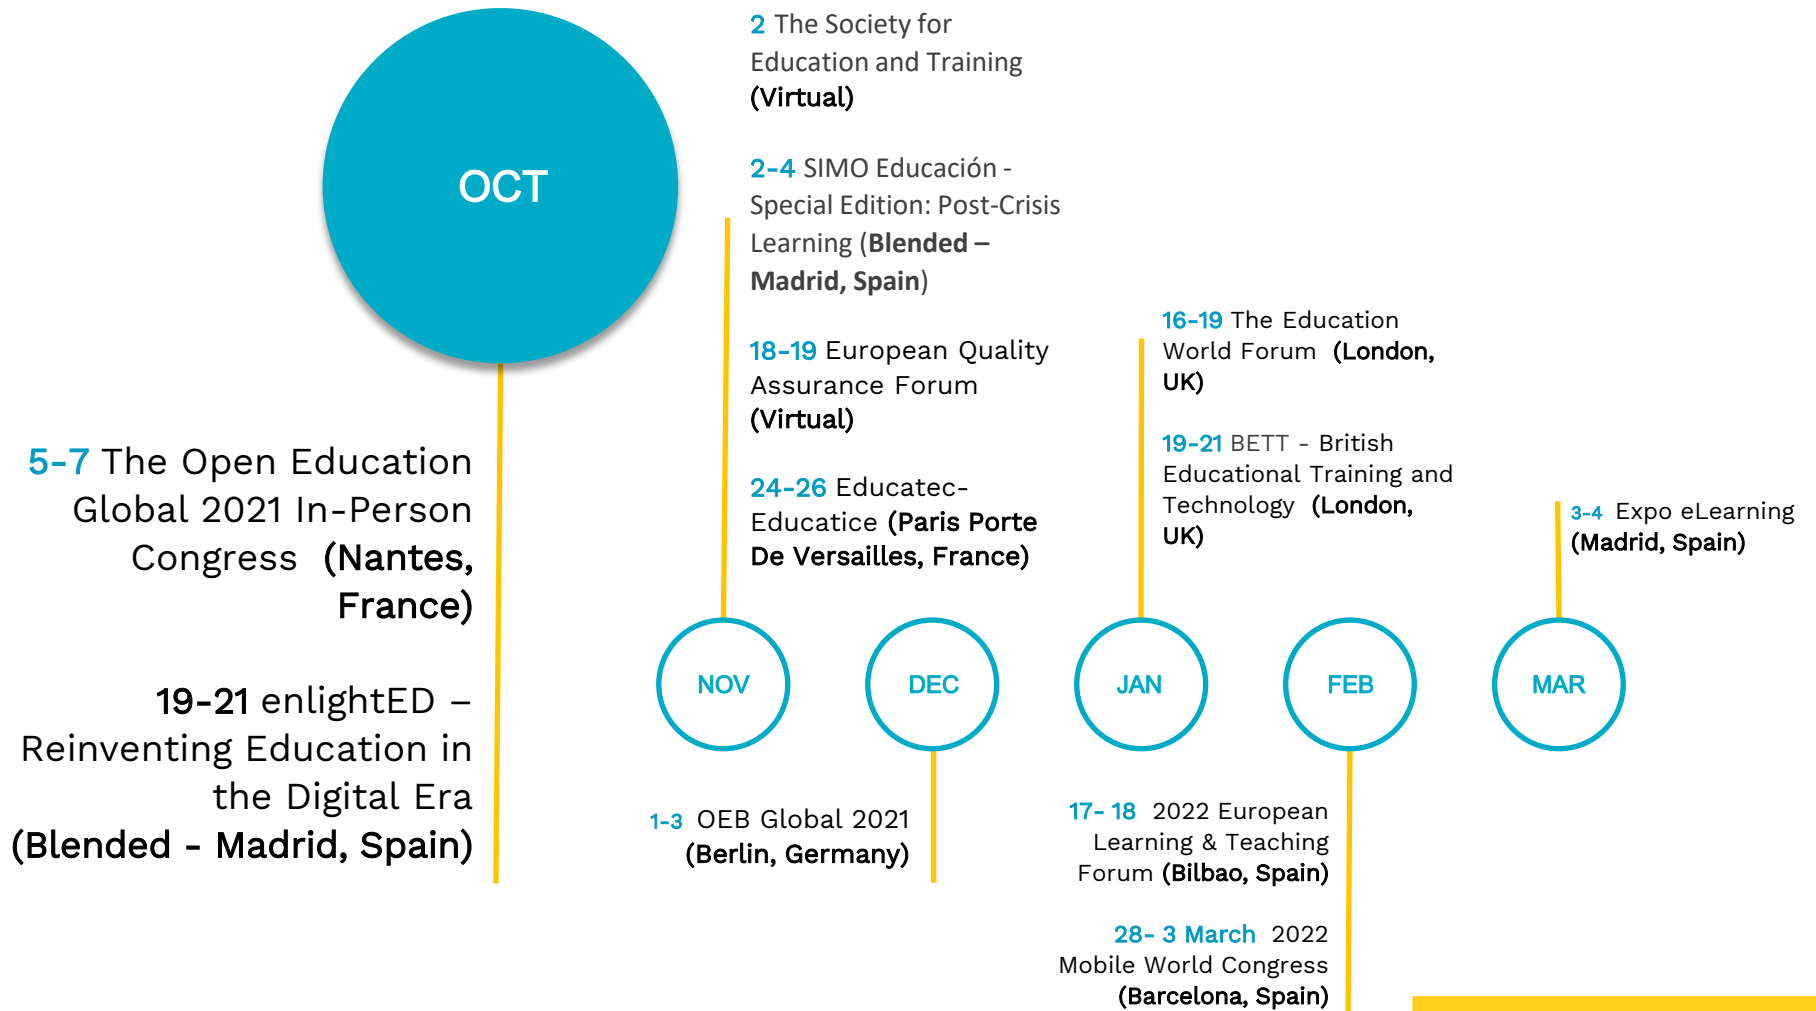 OCT
5-7 The Open Education
Global 2021 In-Person
Congress (Nantes,
France)
19-21 enlightED –
Reinventing Education in
the Digital Era
(Blended - Madrid, Spain)
2 The Society for
Education and Training
(Virtual)
2-4 SIMO Educación -
Special Edition: Post-Crisis
Learning (Blended –
Madrid, Spain)
18-19 European Quality
Assurance Forum
(Virtual)
24-26 Educatec-
Educatice (Paris Porte
De Versailles, France)
NOV
DEC
1-3 OEB Global 2021
(Berlin, Germany)
16-19 The Education
World Forum (London,
UK)
19-21 BETT - British
Educational Training and
Technology (London,
UK)
JAN
FEB
17- 18 2022 European
Learning & Teaching
Forum (Bilbao, Spain)
28- 3 March 2022
Mobile World Congress
(Barcelona, Spain)
3-4 Expo eLearning
(Madrid, Spain)
MAR